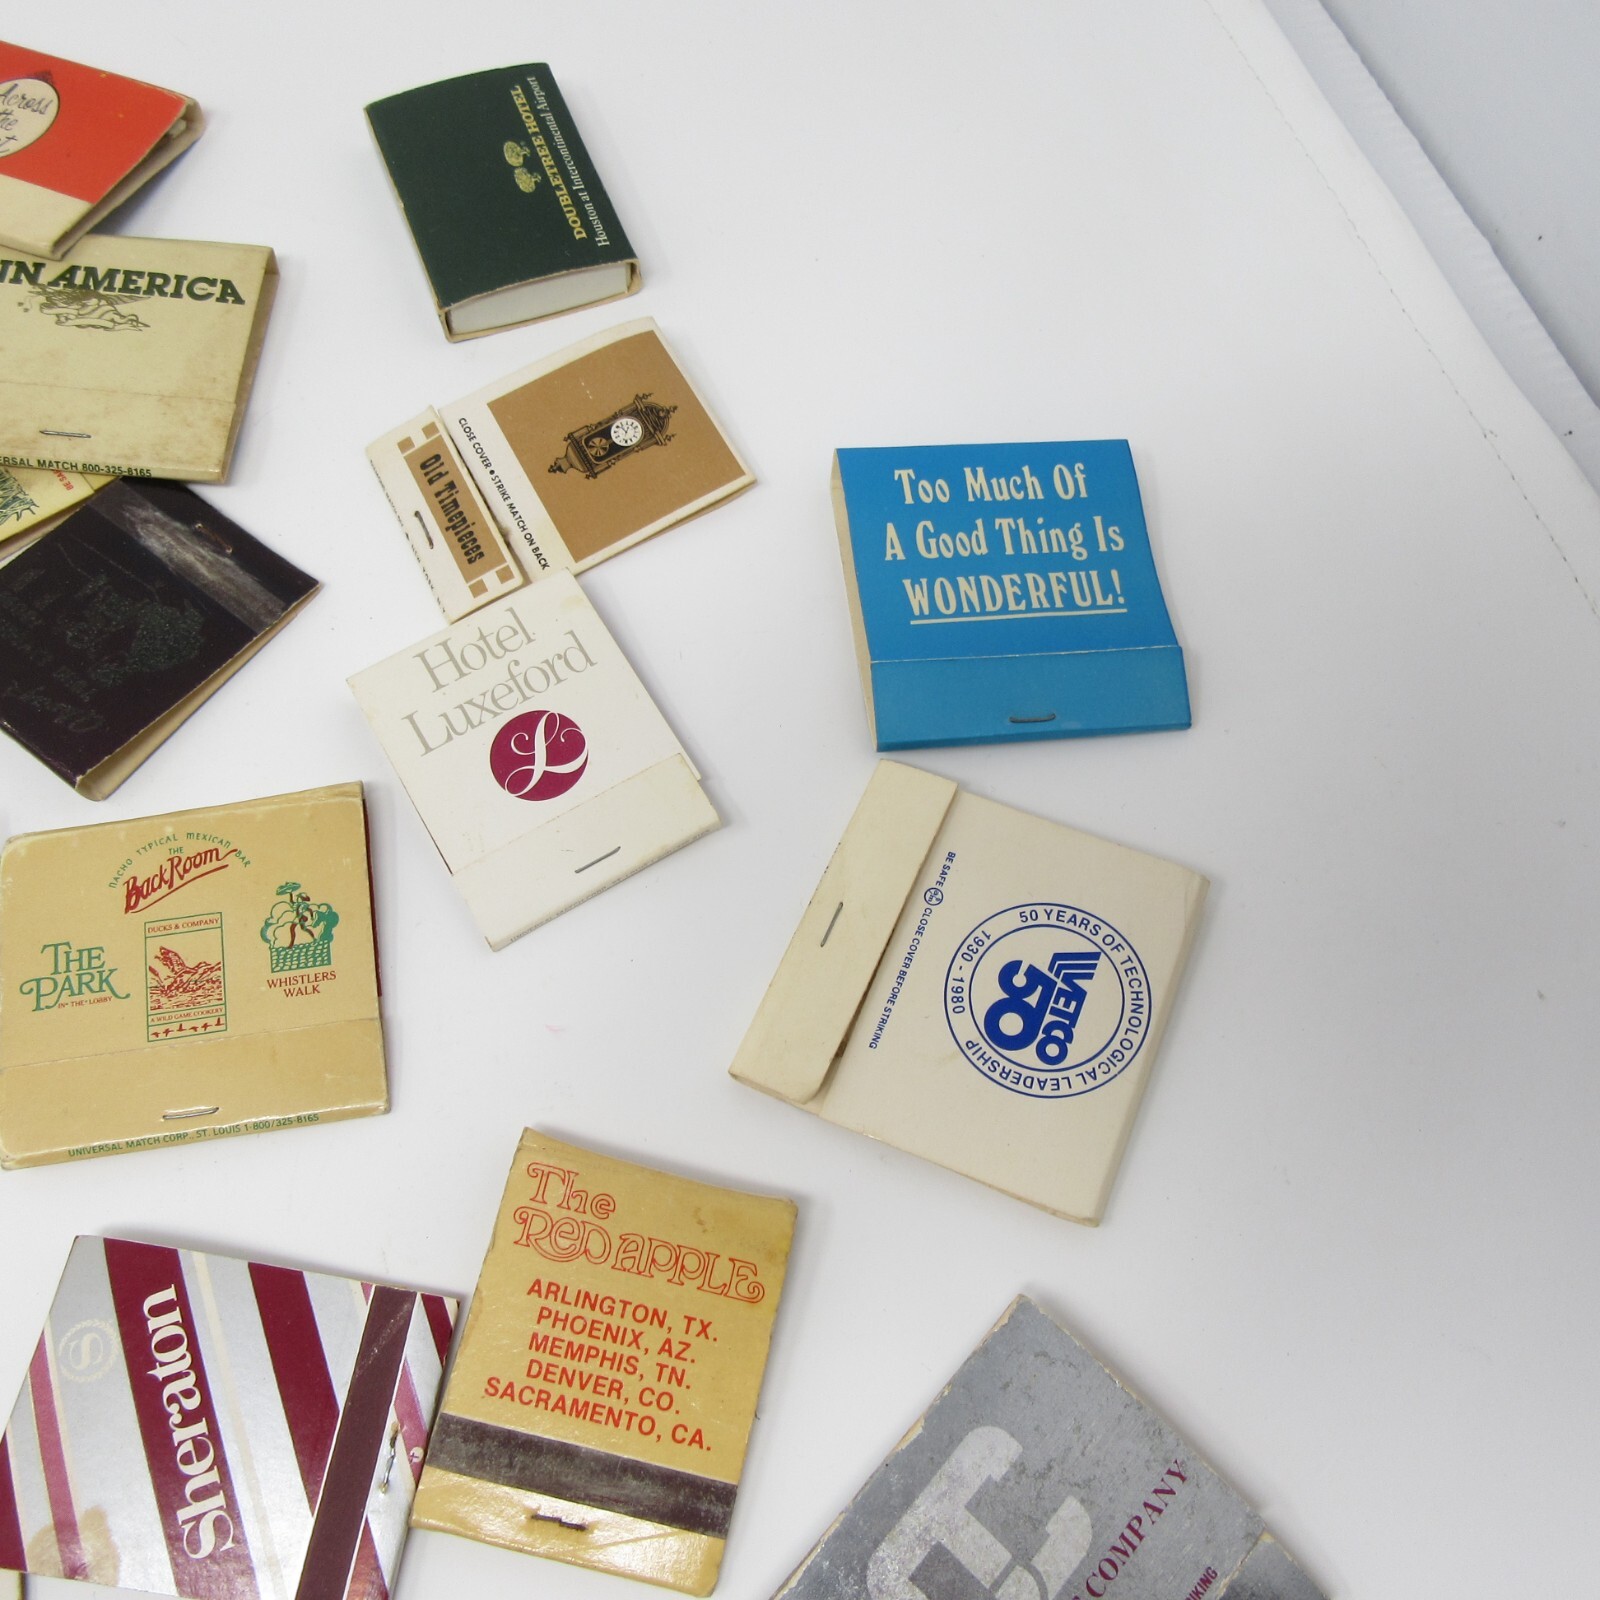 Across
the
DOUBLETREE HOTEL
Houston at Intercontinental Airport
IN AMERICA
UNIVERSAL MATCH 800-325-8165
Old Timepieces
CLOSE COVER • STRIKE MATCH ON BACK
Too Much Of
A Good Thing Is
WONDERFUL!
Hotel
Luxeford
L
NACHO TYPICAL MEXICAN BAR
THE
Back Room
THE
PARK
IN • THE • LOBBY
DUCKS & COMPANY
A WILD GAME COOKERY
WHISTLERS
WALK
UNIVERSAL MATCH CORP., ST. LOUIS 1-800/325-8165
BE SAFE CLOSE COVER BEFORE STRIKING
50 YEARS OF TECHNOLOGICAL LEADERSHIP
1930 - 1980
VETCO
50
S
Sheraton
The
RED APPLE
ARLINGTON, TX.
PHOENIX, AZ.
MEMPHIS, TN.
DENVER, CO.
SACRAMENTO, CA.
COMPANY